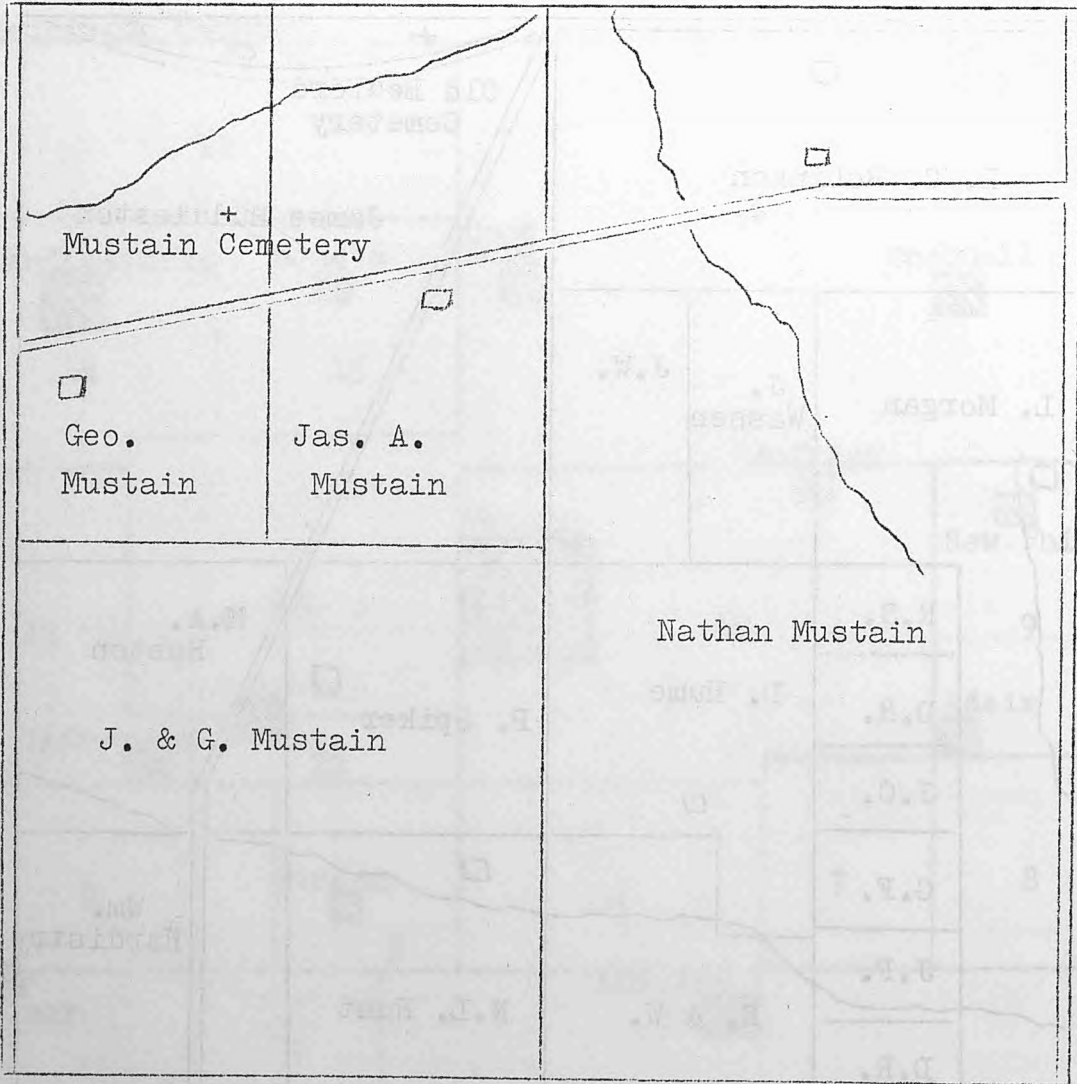 +
Mustain Cemetery
Geo.
Mustain
Jas. A.
Mustain
Nathan Mustain
J. & G. Mustain